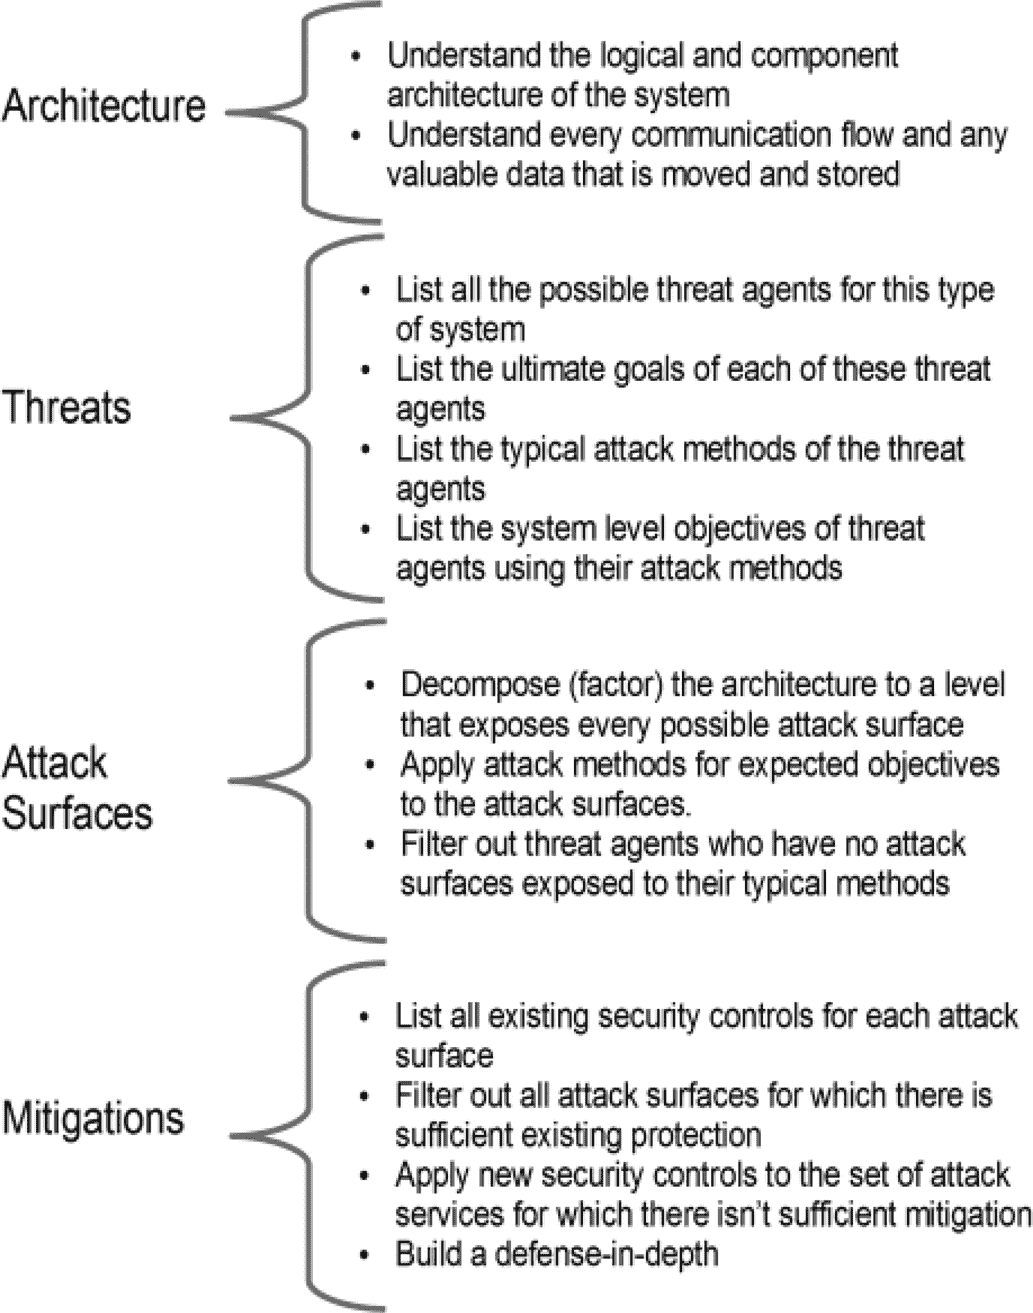 Architecture
• Understand the logical and component
architecture of the system
• Understand every communication flow and any
valuable data that is moved and stored
Threats
• List all the possible threat agents for this type
of system
• List the ultimate goals of each of these threat
agents
• List the typical attack methods of the threat
agents
• List the system level objectives of threat
agents using their attack methods
Attack
Surfaces
• Decompose (factor) the architecture to a level
that exposes every possible attack surface
• Apply attack methods for expected objectives
to the attack surfaces.
• Filter out threat agents who have no attack
surfaces exposed to their typical methods
Mitigations
• List all existing security controls for each attack
surface
• Filter out all attack surfaces for which there is
sufficient existing protection
• Apply new security controls to the set of attack
services for which there isn't sufficient mitigation
• Build a defense-in-depth